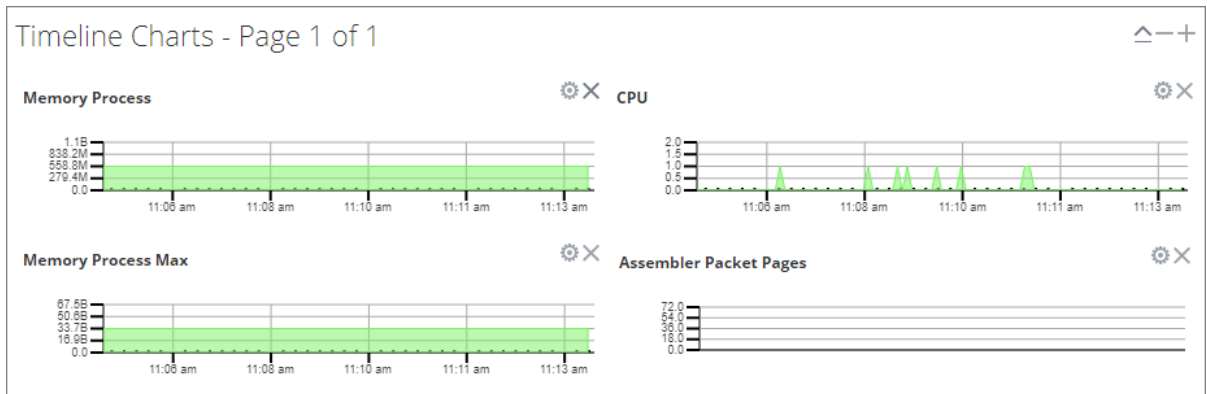 Timeline Charts - Page 1 of 1
Memory Process
1.1B
838.2M
558.8M
279.4M
0.0
11:06 am 11:08 am 11:10 am 11:11 am 11:13 am
CPU
2.0
1.5
1.0
0.5
0.0
11:06 am 11:08 am 11:10 am 11:11 am 11:13 am
Memory Process Max
67.5B
50.6B
33.7B
16.9B
0.0
11:06 am 11:08 am 11:10 am 11:11 am 11:13 am
Assembler Packet Pages
72.0
54.0
36.0
18.0
0.0